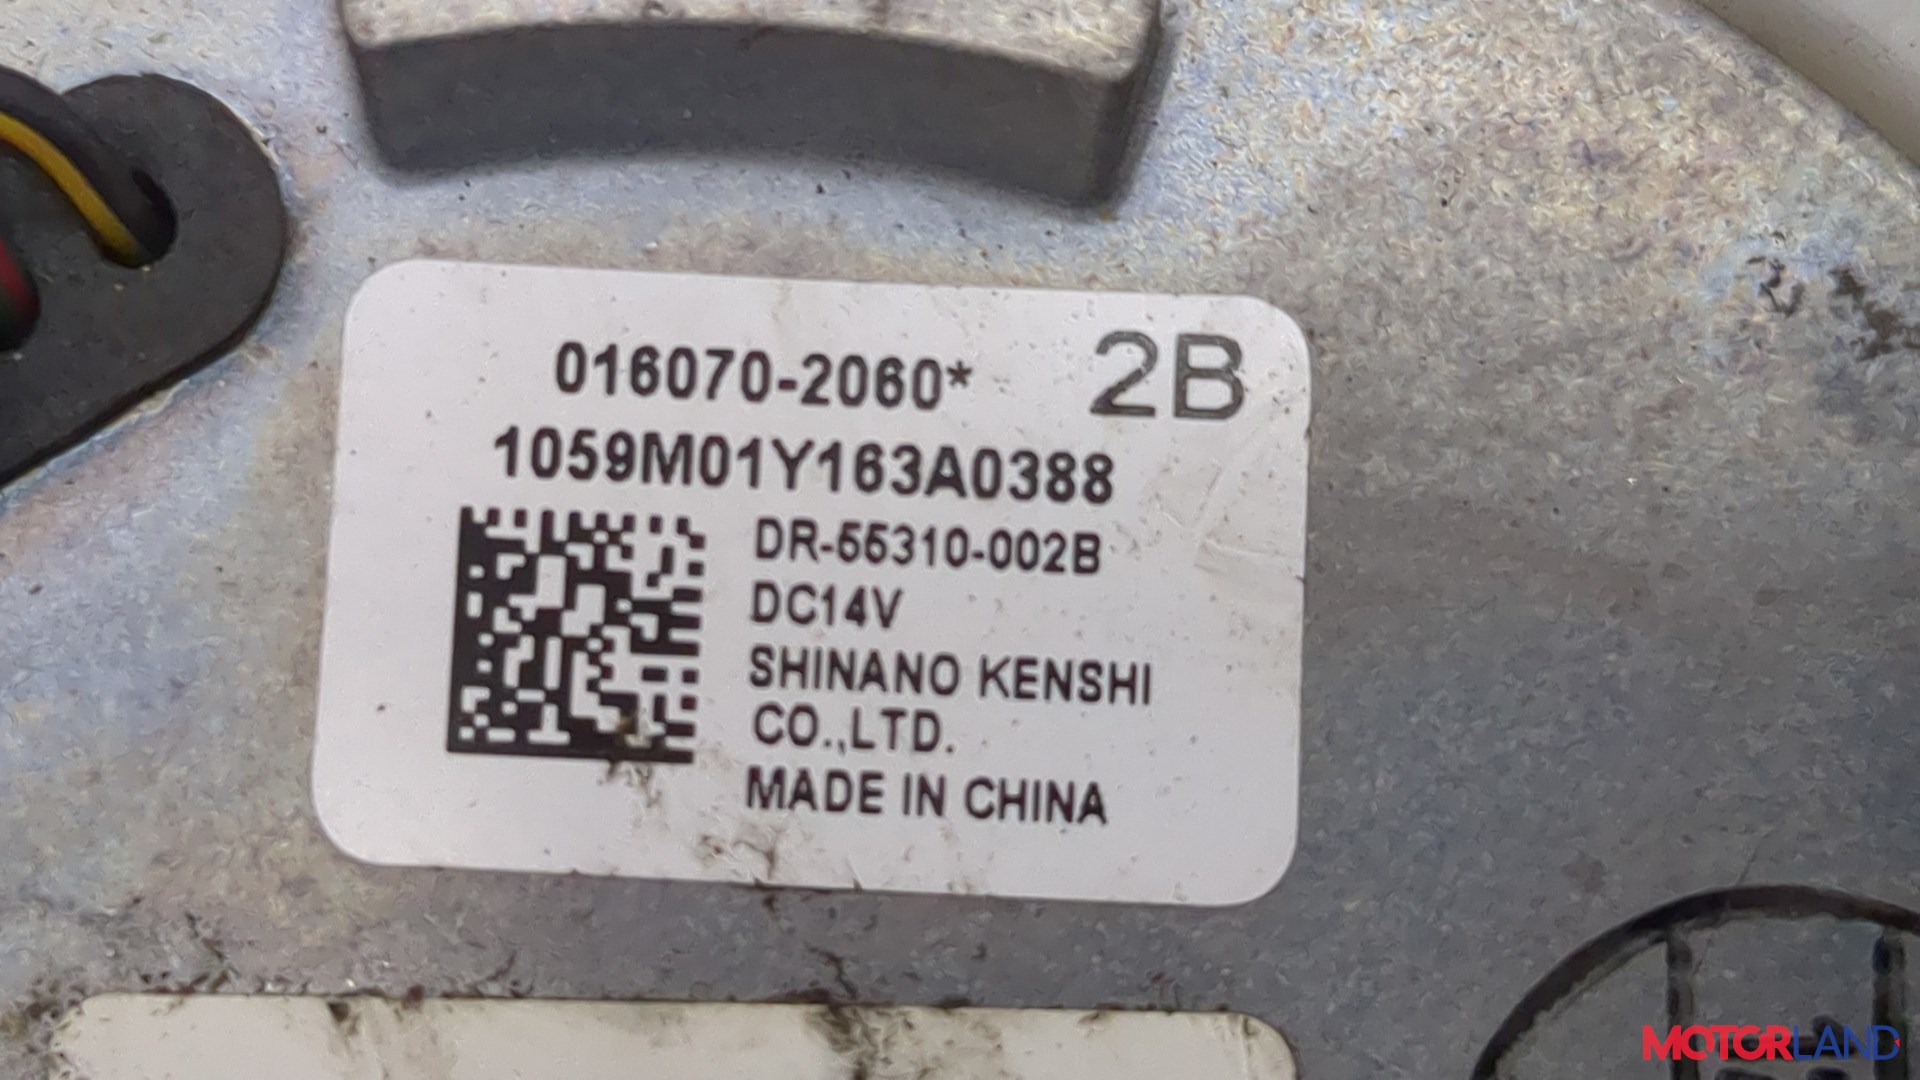 016070-2060* 2B
1059M01Y163A0388
DR-55310-002B
DC14V
SHINANO KENSHI
CO.,LTD.
MADE IN CHINA
MOTORLAND